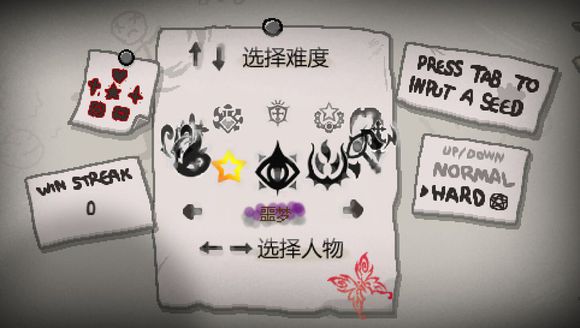 选择难度
PRESS TAB TO
INPUT A SEED
WIN STREAK
0
UP/DOWN
NORMAL
HARD
噩梦
选择人物